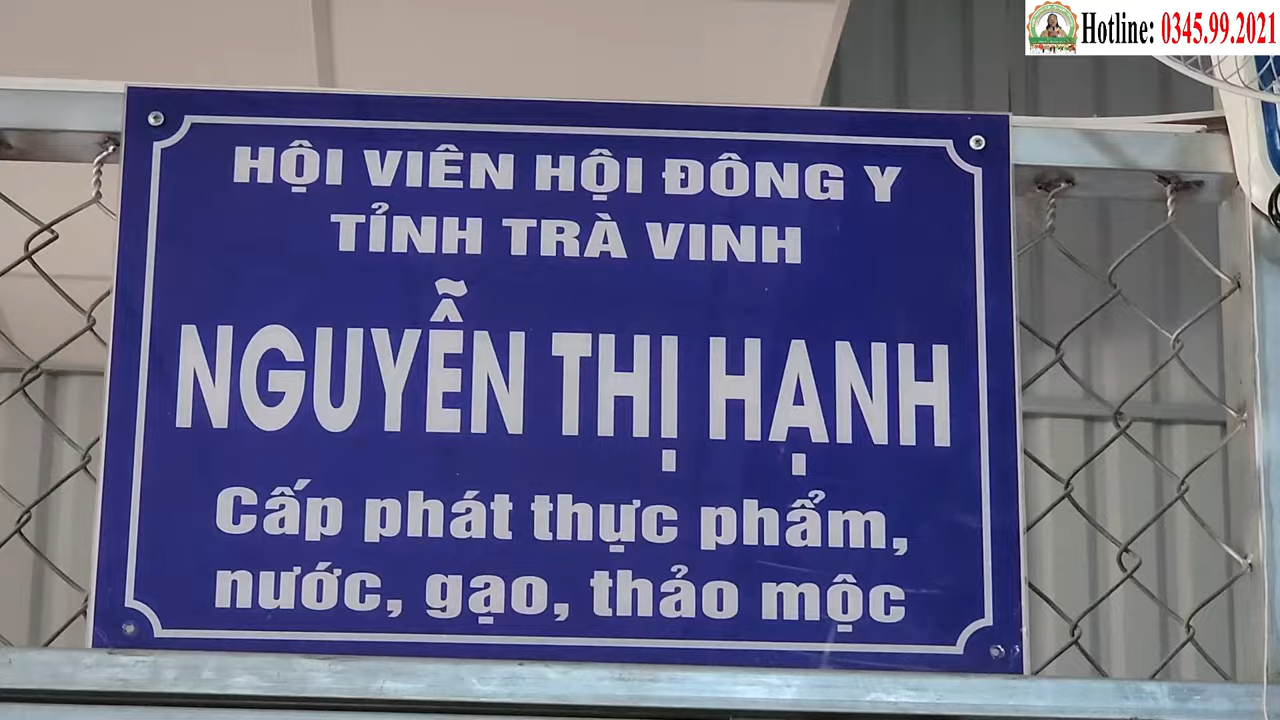 Hotline: 0345.99.2021
HỘI VIÊN HỘI ĐÔNG Y
TỈNH TRÀ VINH
NGUYỄN THỊ HẠNH
Cấp phát thực phẩm,
nước, gạo, thảo mộc